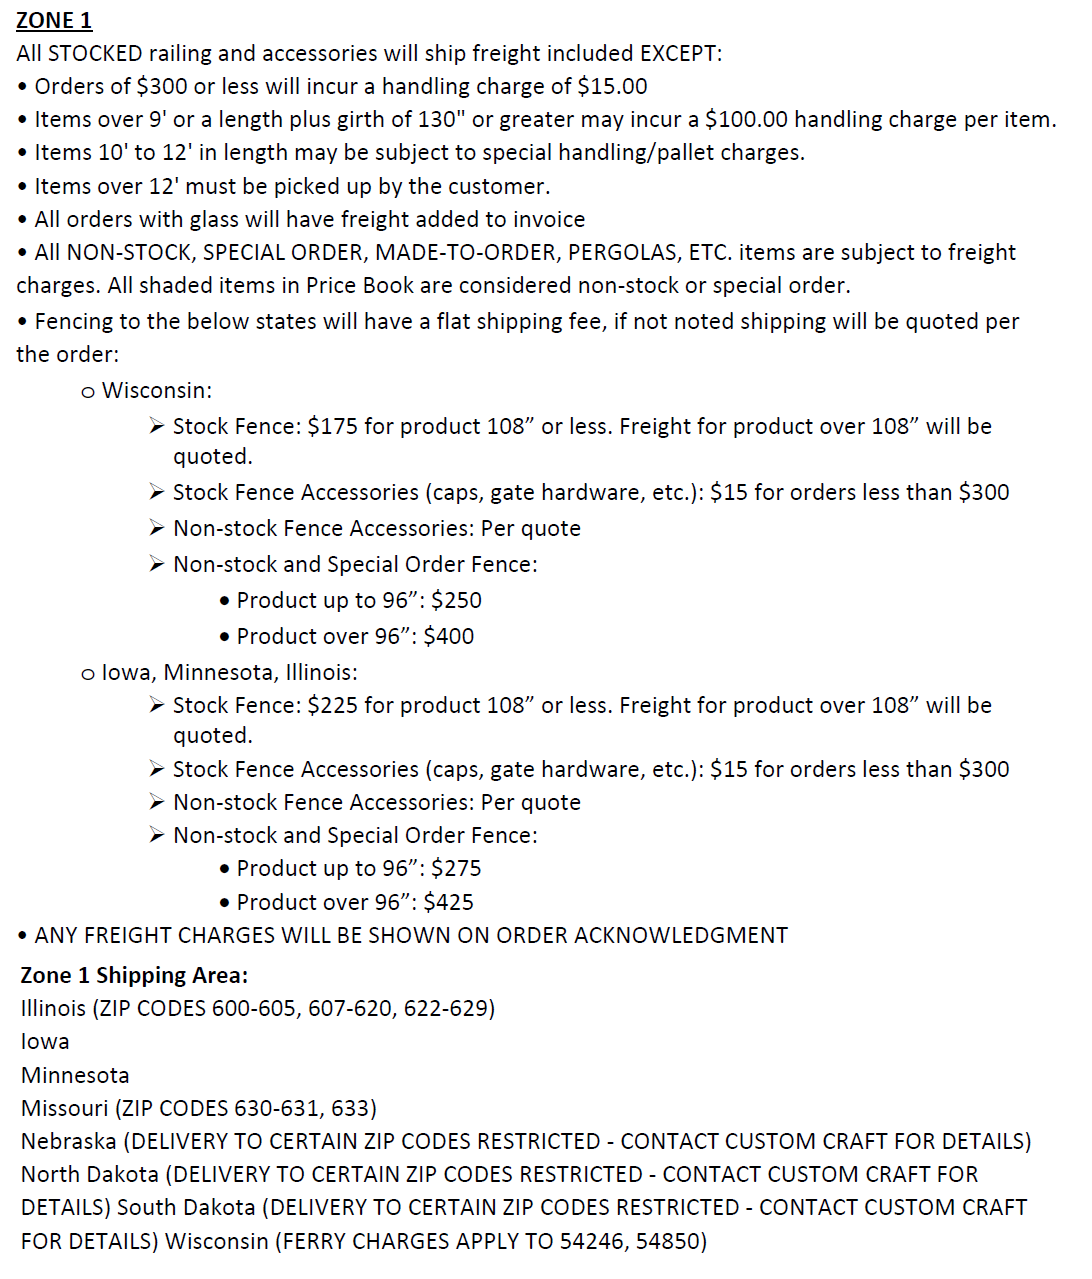 ZONE 1
All STOCKED railing and accessories will ship freight included EXCEPT:
• Orders of $300 or less will incur a handling charge of $15.00
• Items over 9' or a length plus girth of 130" or greater may incur a $100.00 handling charge per item.
• Items 10' to 12' in length may be subject to special handling/pallet charges.
• Items over 12' must be picked up by the customer.
• All orders with glass will have freight added to invoice
• All NON-STOCK, SPECIAL ORDER, MADE-TO-ORDER, PERGOLAS, ETC. items are subject to freight
charges. All shaded items in Price Book are considered non-stock or special order.
• Fencing to the below states will have a flat shipping fee, if not noted shipping will be quoted per
the order:
o Wisconsin:
➢ Stock Fence: $175 for product 108” or less. Freight for product over 108” will be
quoted.
➢ Stock Fence Accessories (caps, gate hardware, etc.): $15 for orders less than $300
➢ Non-stock Fence Accessories: Per quote
➢ Non-stock and Special Order Fence:
• Product up to 96”: $250
• Product over 96”: $400
o Iowa, Minnesota, Illinois:
➢ Stock Fence: $225 for product 108” or less. Freight for product over 108” will be
quoted.
➢ Stock Fence Accessories (caps, gate hardware, etc.): $15 for orders less than $300
➢ Non-stock Fence Accessories: Per quote
➢ Non-stock and Special Order Fence:
• Product up to 96”: $275
• Product over 96”: $425
• ANY FREIGHT CHARGES WILL BE SHOWN ON ORDER ACKNOWLEDGMENT
Zone 1 Shipping Area:
Illinois (ZIP CODES 600-605, 607-620, 622-629)
Iowa
Minnesota
Missouri (ZIP CODES 630-631, 633)
Nebraska (DELIVERY TO CERTAIN ZIP CODES RESTRICTED - CONTACT CUSTOM CRAFT FOR DETAILS)
North Dakota (DELIVERY TO CERTAIN ZIP CODES RESTRICTED - CONTACT CUSTOM CRAFT FOR
DETAILS) South Dakota (DELIVERY TO CERTAIN ZIP CODES RESTRICTED - CONTACT CUSTOM CRAFT
FOR DETAILS) Wisconsin (FERRY CHARGES APPLY TO 54246, 54850)